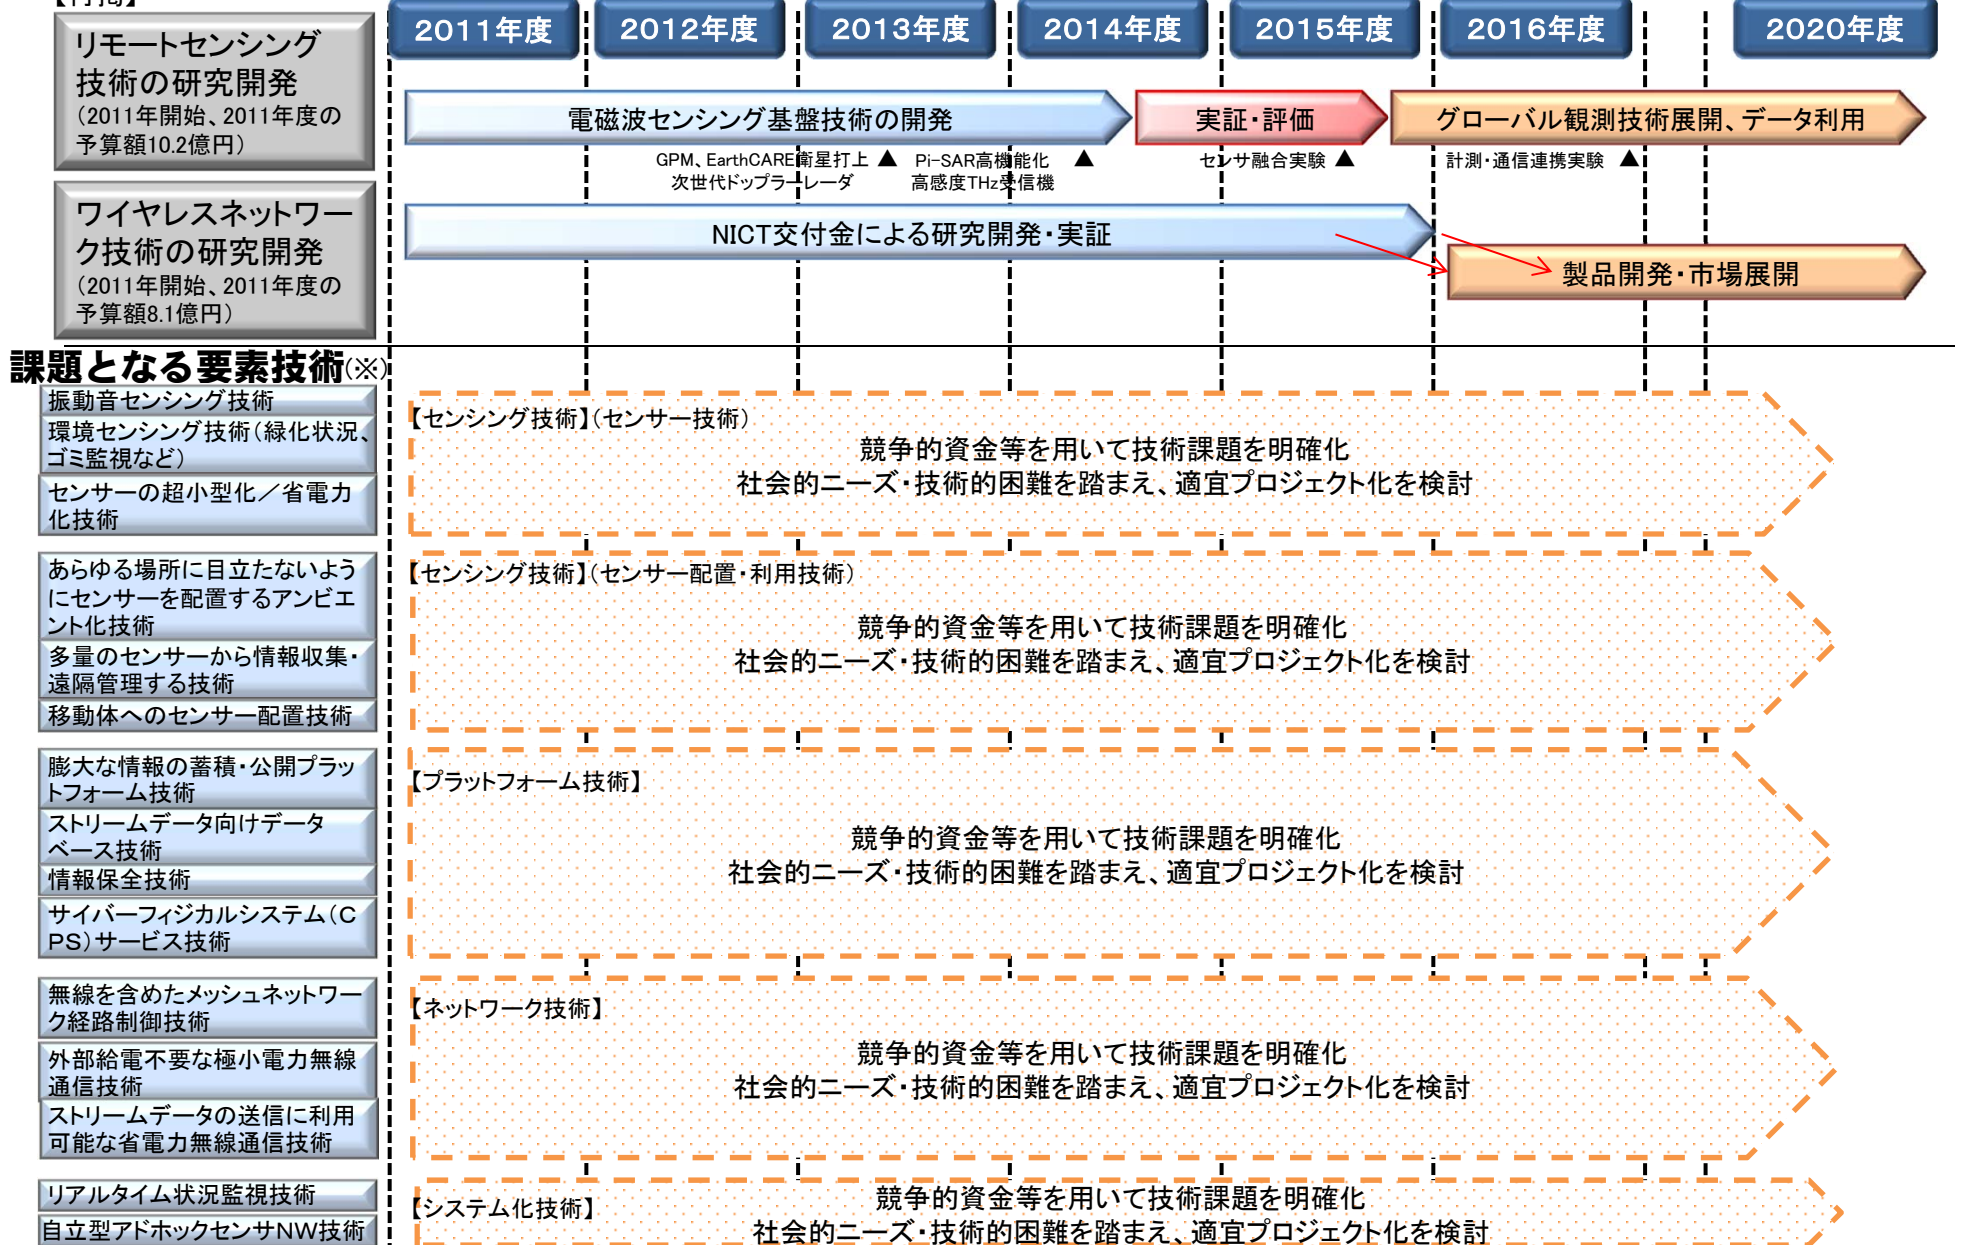 2011年度 2012年度 2013年度 2014年度 2015年度 2016年度 2020年度
リモートセンシング
技術の研究開発
(2011年開始、2011年度の
予算額10.2億円)
電磁波センシング基盤技術の開発
実証・評価
グローバル観測技術展開、データ利用
GPM、EarthCARE衛星打上 ▲
次世代ドップラーレーダ
Pi-SAR高機能化 ▲
高感度THz受信機
センサ融合実験 ▲
計測・通信連携実験 ▲
ワイヤレスネットワー
ク技術の研究開発
(2011年開始、2011年度の
予算額8.1億円)
NICT交付金による研究開発・実証
製品開発・市場展開
課題となる要素技術(※)
振動音センシング技術
環境センシング技術(緑化状況、
ゴミ監視など)
センサーの超小型化／省電力
化技術
【センシング技術】(センサー技術)
競争的資金等を用いて技術課題を明確化
社会的ニーズ・技術的困難を踏まえ、適宜プロジェクト化を検討
あらゆる場所に目立たないよう
にセンサーを配置するアンビエ
ント化技術
多量のセンサーから情報収集・
遠隔管理する技術
移動体へのセンサー配置技術
【センシング技術】(センサー配置・利用技術)
競争的資金等を用いて技術課題を明確化
社会的ニーズ・技術的困難を踏まえ、適宜プロジェクト化を検討
膨大な情報の蓄積・公開プラッ
トフォーム技術
ストリームデータ向けデータ
ベース技術
情報保全技術
サイバーフィジカルシステム(C
PS)サービス技術
【プラットフォーム技術】
競争的資金等を用いて技術課題を明確化
社会的ニーズ・技術的困難を踏まえ、適宜プロジェクト化を検討
無線を含めたメッシュネットワー
ク経路制御技術
外部給電不要な極小電力無線
通信技術
ストリームデータの送信に利用
可能な省電力無線通信技術
【ネットワーク技術】
競争的資金等を用いて技術課題を明確化
社会的ニーズ・技術的困難を踏まえ、適宜プロジェクト化を検討
リアルタイム状況監視技術
自立型アドホックセンサNW技術
【システム化技術】
競争的資金等を用いて技術課題を明確化
社会的ニーズ・技術的困難を踏まえ、適宜プロジェクト化を検討